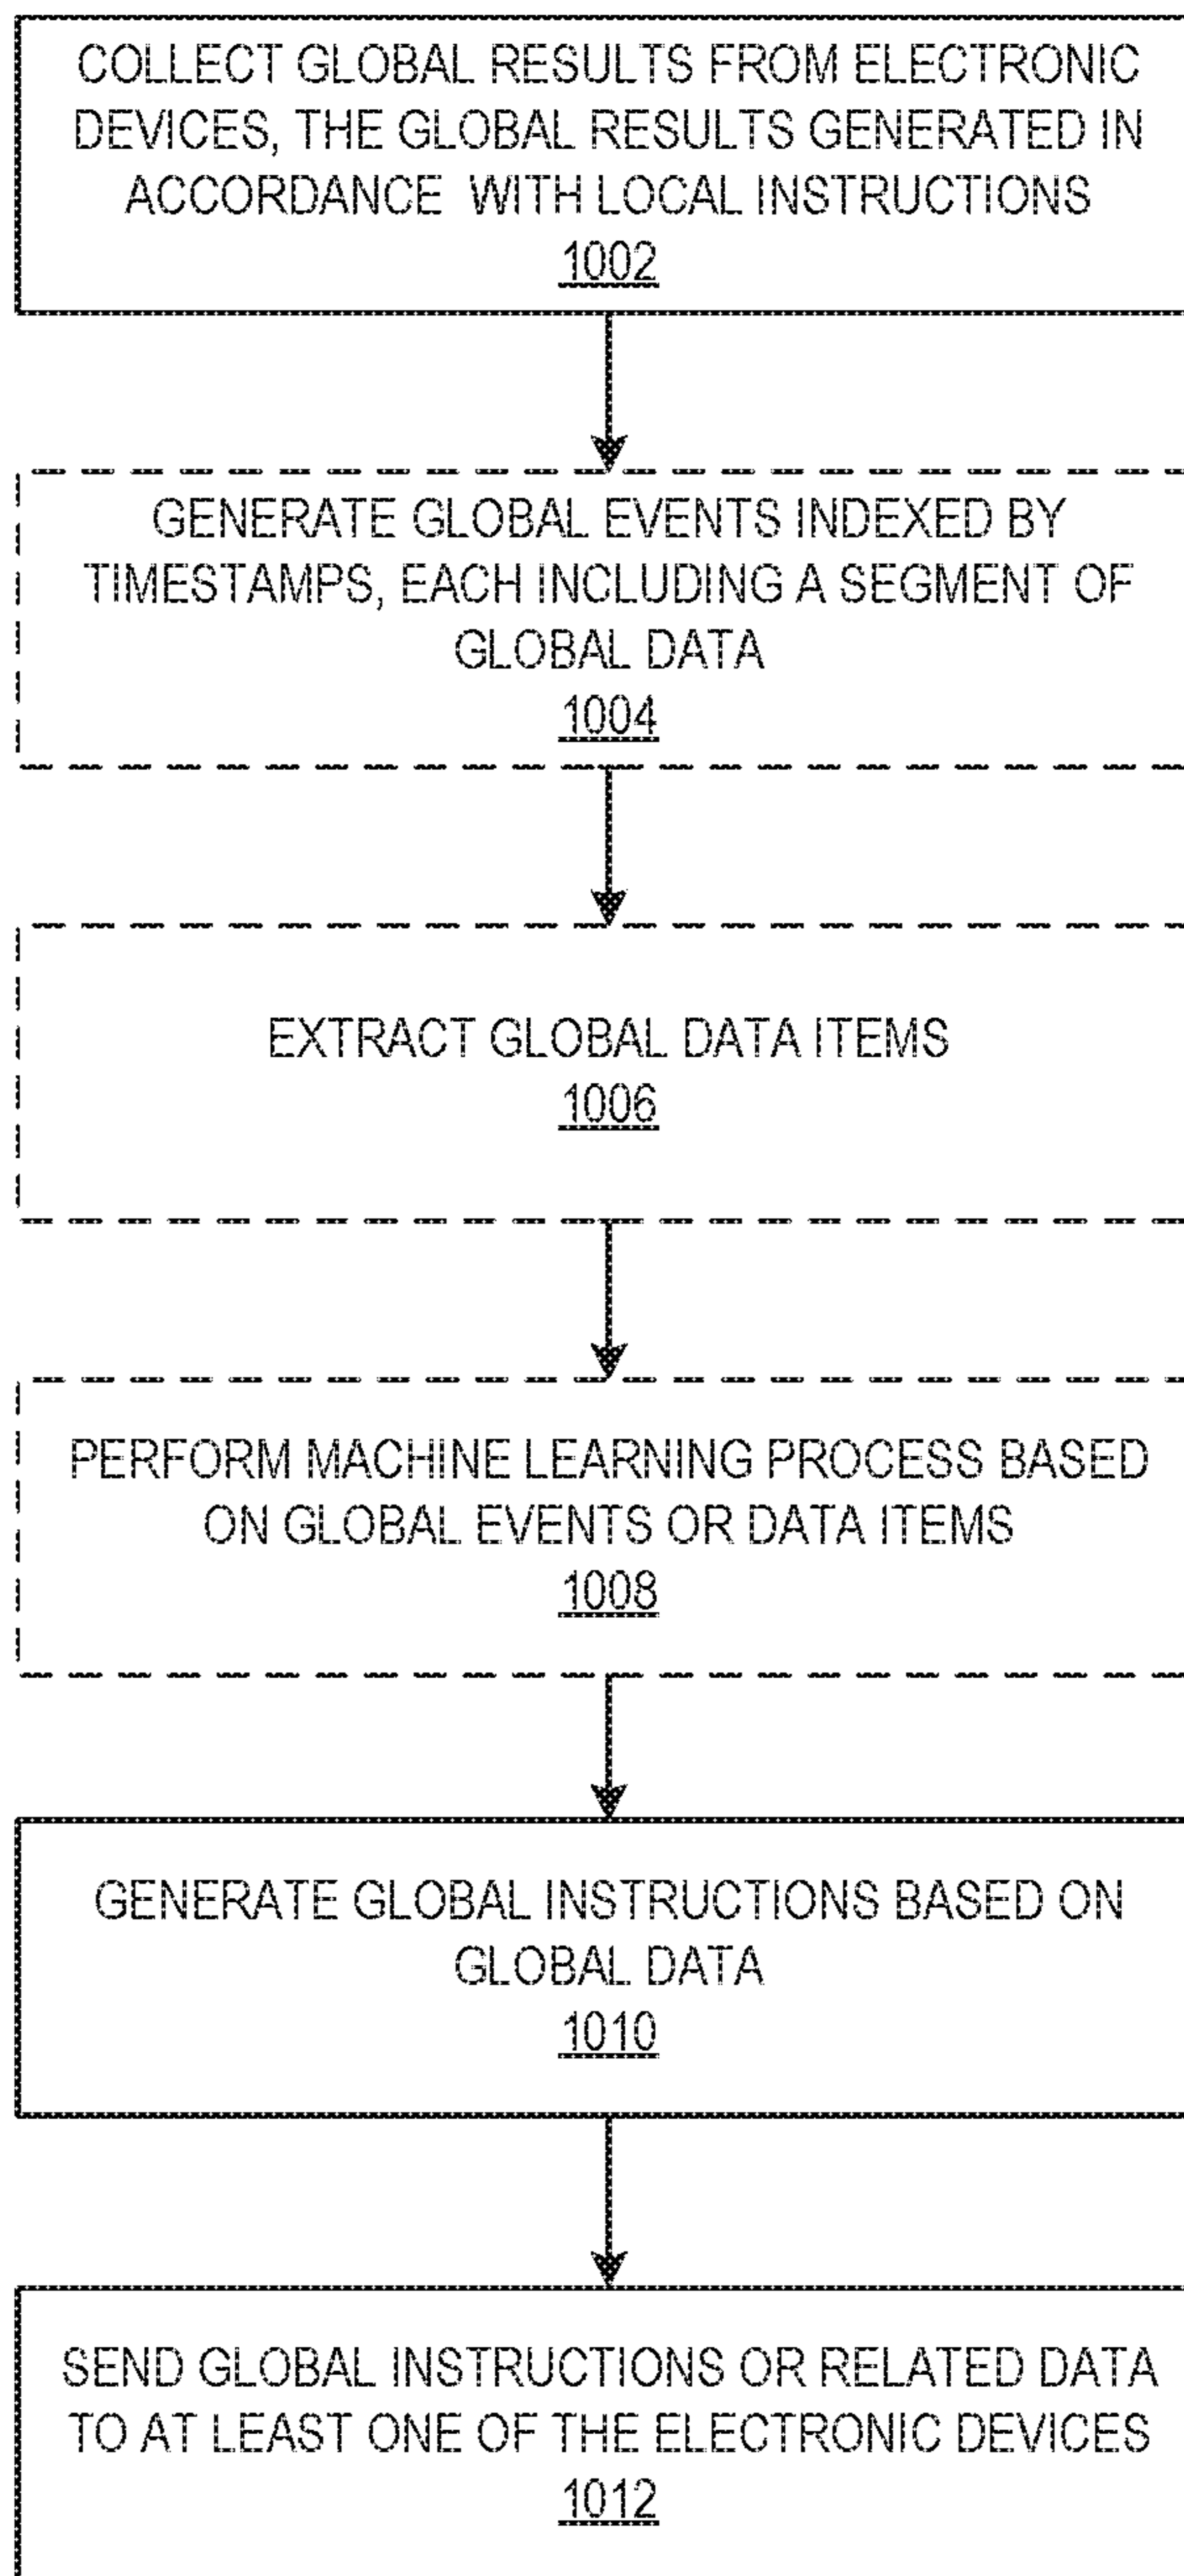 COLLECT GLOBAL RESULTS FROM ELECTRONIC
DEVICES, THE GLOBAL RESULTS GENERATED IN
ACCORDANCE WITH LOCAL INSTRUCTIONS
1002
GENERATE GLOBAL EVENTS INDEXED BY
TIMESTAMPS, EACH INCLUDING A SEGMENT OF
GLOBAL DATA
1004
EXTRACT GLOBAL DATA ITEMS
1006
PERFORM MACHINE LEARNING PROCESS BASED
ON GLOBAL EVENTS OR DATA ITEMS
1008
GENERATE GLOBAL INSTRUCTIONS BASED ON
GLOBAL DATA
1010
SEND GLOBAL INSTRUCTIONS OR RELATED DATA
TO AT LEAST ONE OF THE ELECTRONIC DEVICES
1012